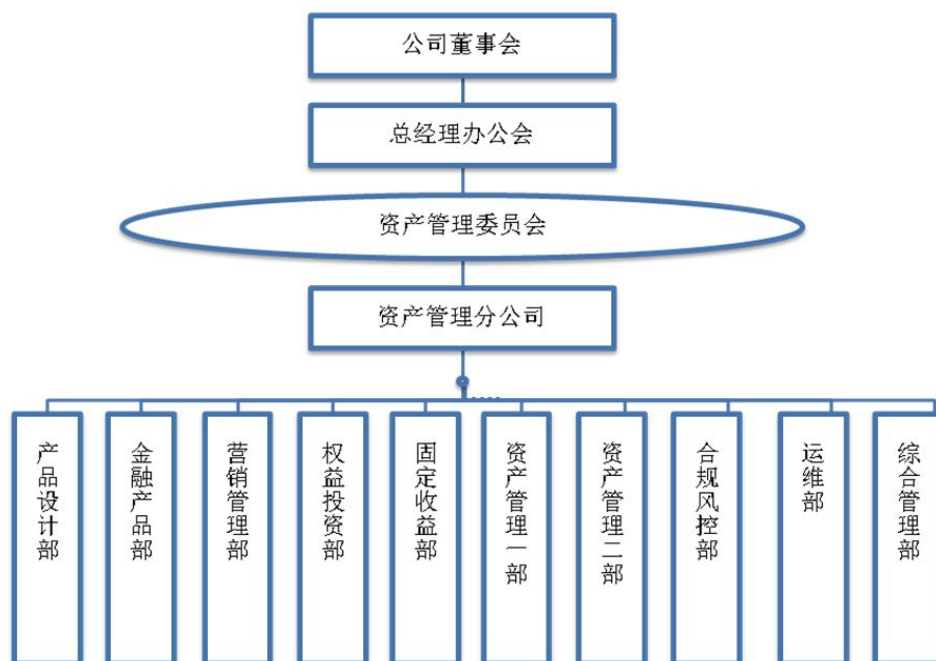 公司董事会
总经理办公会
资产管理委员会
资产管理分公司
产品设计部
金融产品部
营销管理部
权益投资部
固定收益部
资产管理一部
资产管理二部
合规风控部
运维部
综合管理部